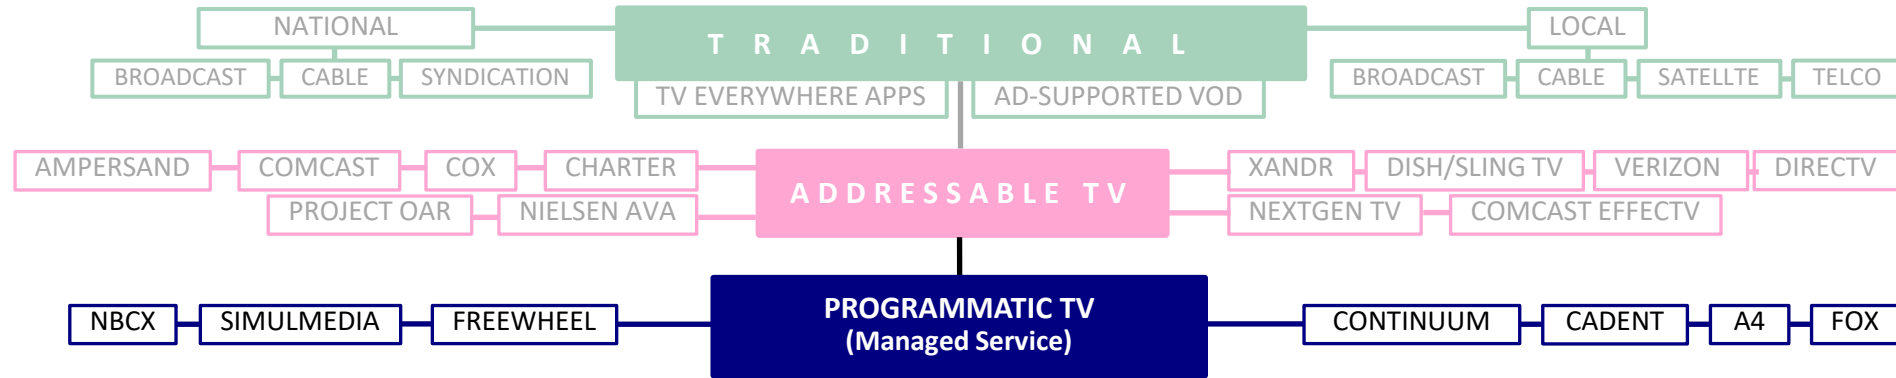 NATIONAL
TRADITIONAL
LOCAL
BROADCAST
CABLE
SYNDICATION
TV EVERYWHERE APPS
AD-SUPPORTED VOD
BROADCAST
CABLE
SATELLTE
TELCO
AMPERSAND
COMCAST
COX
CHARTER
PROJECT OAR
NIELSEN AVA
ADDRESSABLE TV
XANDR
DISH/SLING TV
VERIZON
DIRECTV
NEXTGEN TV
COMCAST EFFECTV
NBCX
SIMULMEDIA
FREEWHEEL
PROGRAMMATIC TV
(Managed Service)
CONTINUUM
CADENT
A4
FOX